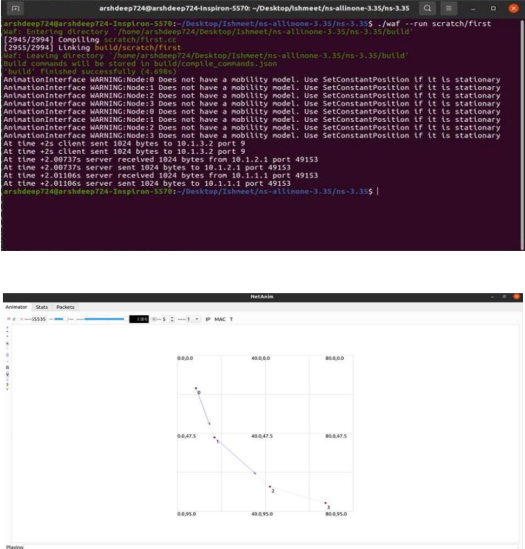 arshdeep724@arshdeep724-Inspiron-5570: ~/Desktop/Ishmeet/ns-allinone-3.35/ns-3.35
arshdeep724@arshdeep724-Inspiron-5570:~/Desktop/Ishmeet/ns-allinone-3.35/ns-3.35$ ./waf --run scratch/first
Waf: Entering directory `/home/arshdeep724/Desktop/Ishmeet/ns-allinone-3.35/ns-3.35/build'
[2945/2994] Compiling scratch/first.cc
[2955/2994] Linking build/scratch/first
Waf: Leaving directory `/home/arshdeep724/Desktop/Ishmeet/ns-allinone-3.35/ns-3.35/build'
Build commands will be stored in build/compile_commands.json
'build' finished successfully (4.698s)
AnimationInterface WARNING:Node:0 Does not have a mobility model. Use SetConstantPosition if it is stationary
AnimationInterface WARNING:Node:1 Does not have a mobility model. Use SetConstantPosition if it is stationary
AnimationInterface WARNING:Node:2 Does not have a mobility model. Use SetConstantPosition if it is stationary
AnimationInterface WARNING:Node:3 Does not have a mobility model. Use SetConstantPosition if it is stationary
AnimationInterface WARNING:Node:0 Does not have a mobility model. Use SetConstantPosition if it is stationary
AnimationInterface WARNING:Node:1 Does not have a mobility model. Use SetConstantPosition if it is stationary
AnimationInterface WARNING:Node:2 Does not have a mobility model. Use SetConstantPosition if it is stationary
AnimationInterface WARNING:Node:3 Does not have a mobility model. Use SetConstantPosition if it is stationary
At time +2s client sent 1024 bytes to 10.1.3.2 port 9
At time +2s client sent 1024 bytes to 10.1.3.2 port 9
At time +2.00737s server received 1024 bytes from 10.1.2.1 port 49153
At time +2.00737s server sent 1024 bytes to 10.1.2.1 port 49153
At time +2.01106s server received 1024 bytes from 10.1.1.1 port 49153
At time +2.01106s server sent 1024 bytes to 10.1.1.1 port 49153
arshdeep724@arshdeep724-Inspiron-5570:~/Desktop/Ishmeet/ns-allinone-3.35/ns-3.35$
NetAnim
Animator Stats Packets
5 1 IP MAC T
0.0,0.0 40.0,0.0 80.0,0.0
0
0.0,47.5 40.0,47.5 80.0,47.5
1
2
3
0.0,95.0 40.0,95.0 80.0,95.0
Playing